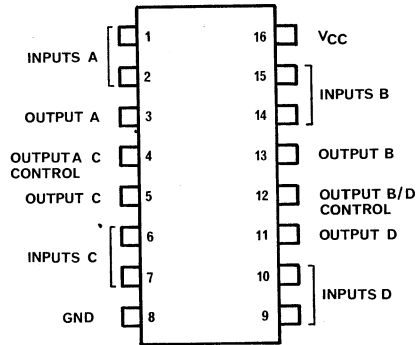 INPUTS A
OUTPUT A
OUTPUT A C
CONTROL
OUTPUT C
INPUTS C
GND
1
2
3
4
5
6
7
8
16
15
14
13
12
11
10
9
VCC
INPUTS B
OUTPUT B
OUTPUT B/D
CONTROL
OUTPUT D
INPUTS D